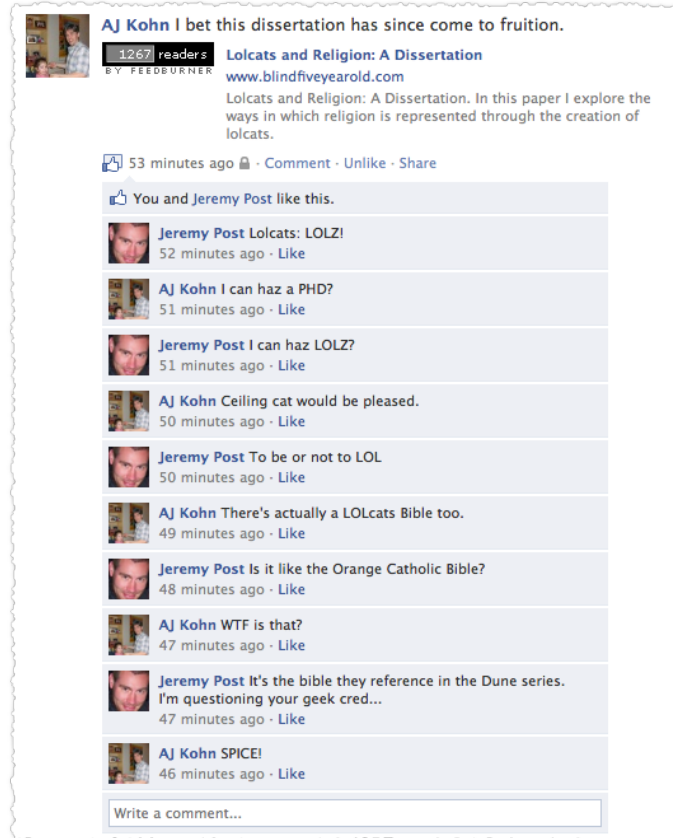 AJ Kohn I bet this dissertation has since come to fruition.
1267 readers
BY FEEDBURNER
Lolcats and Religion: A Dissertation
www.blindfiveyearold.com
Lolcats and Religion: A Dissertation. In this paper I explore the
ways in which religion is represented through the creation of
lolcats.
53 minutes ago · Comment · Unlike · Share
You and Jeremy Post like this.
Jeremy Post Lolcats: LOLZ!
52 minutes ago · Like
AJ Kohn I can haz a PHD?
51 minutes ago · Like
Jeremy Post I can haz LOLZ?
51 minutes ago · Like
AJ Kohn Ceiling cat would be pleased.
50 minutes ago · Like
Jeremy Post To be or not to LOL
50 minutes ago · Like
AJ Kohn There's actually a LOLcats Bible too.
49 minutes ago · Like
Jeremy Post Is it like the Orange Catholic Bible?
48 minutes ago · Like
AJ Kohn WTF is that?
47 minutes ago · Like
Jeremy Post It's the bible they reference in the Dune series.
I'm questioning your geek cred...
47 minutes ago · Like
AJ Kohn SPICE!
46 minutes ago · Like
Write a comment...